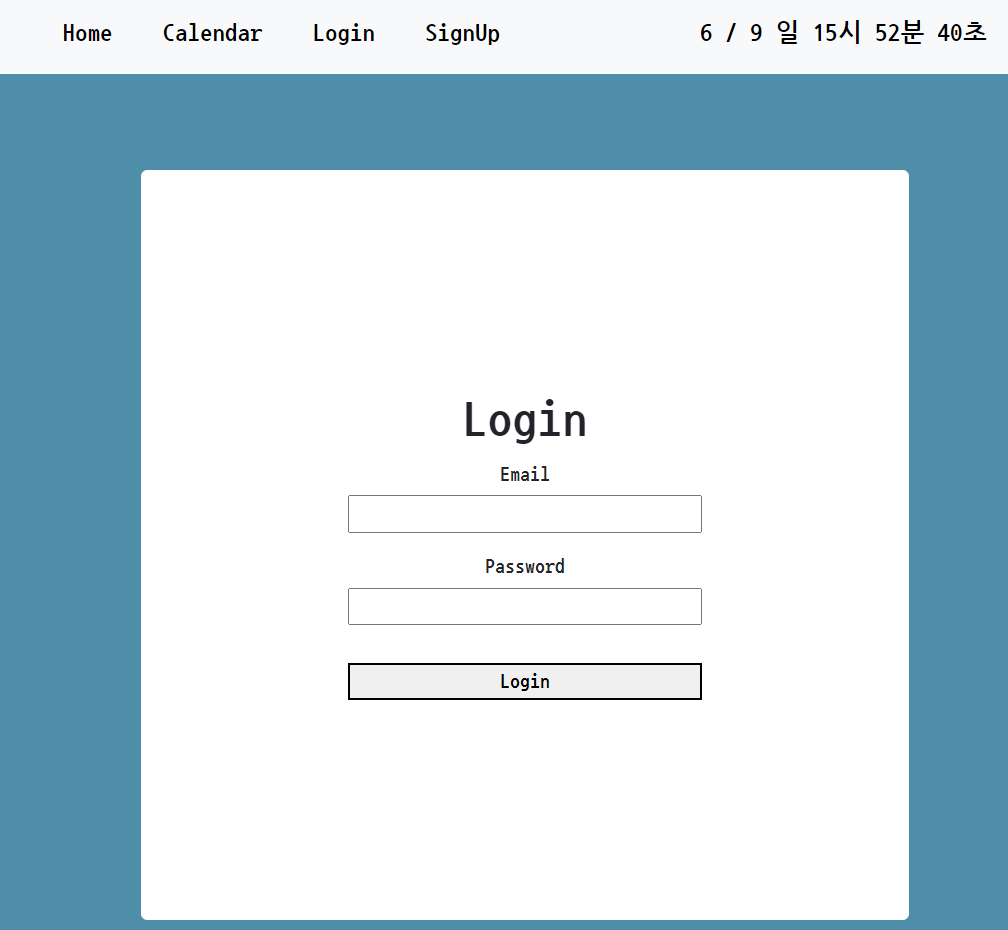 Home Calendar Login SignUp 6 / 9 일 15시 52분 40초
Login
Email
Password
Login